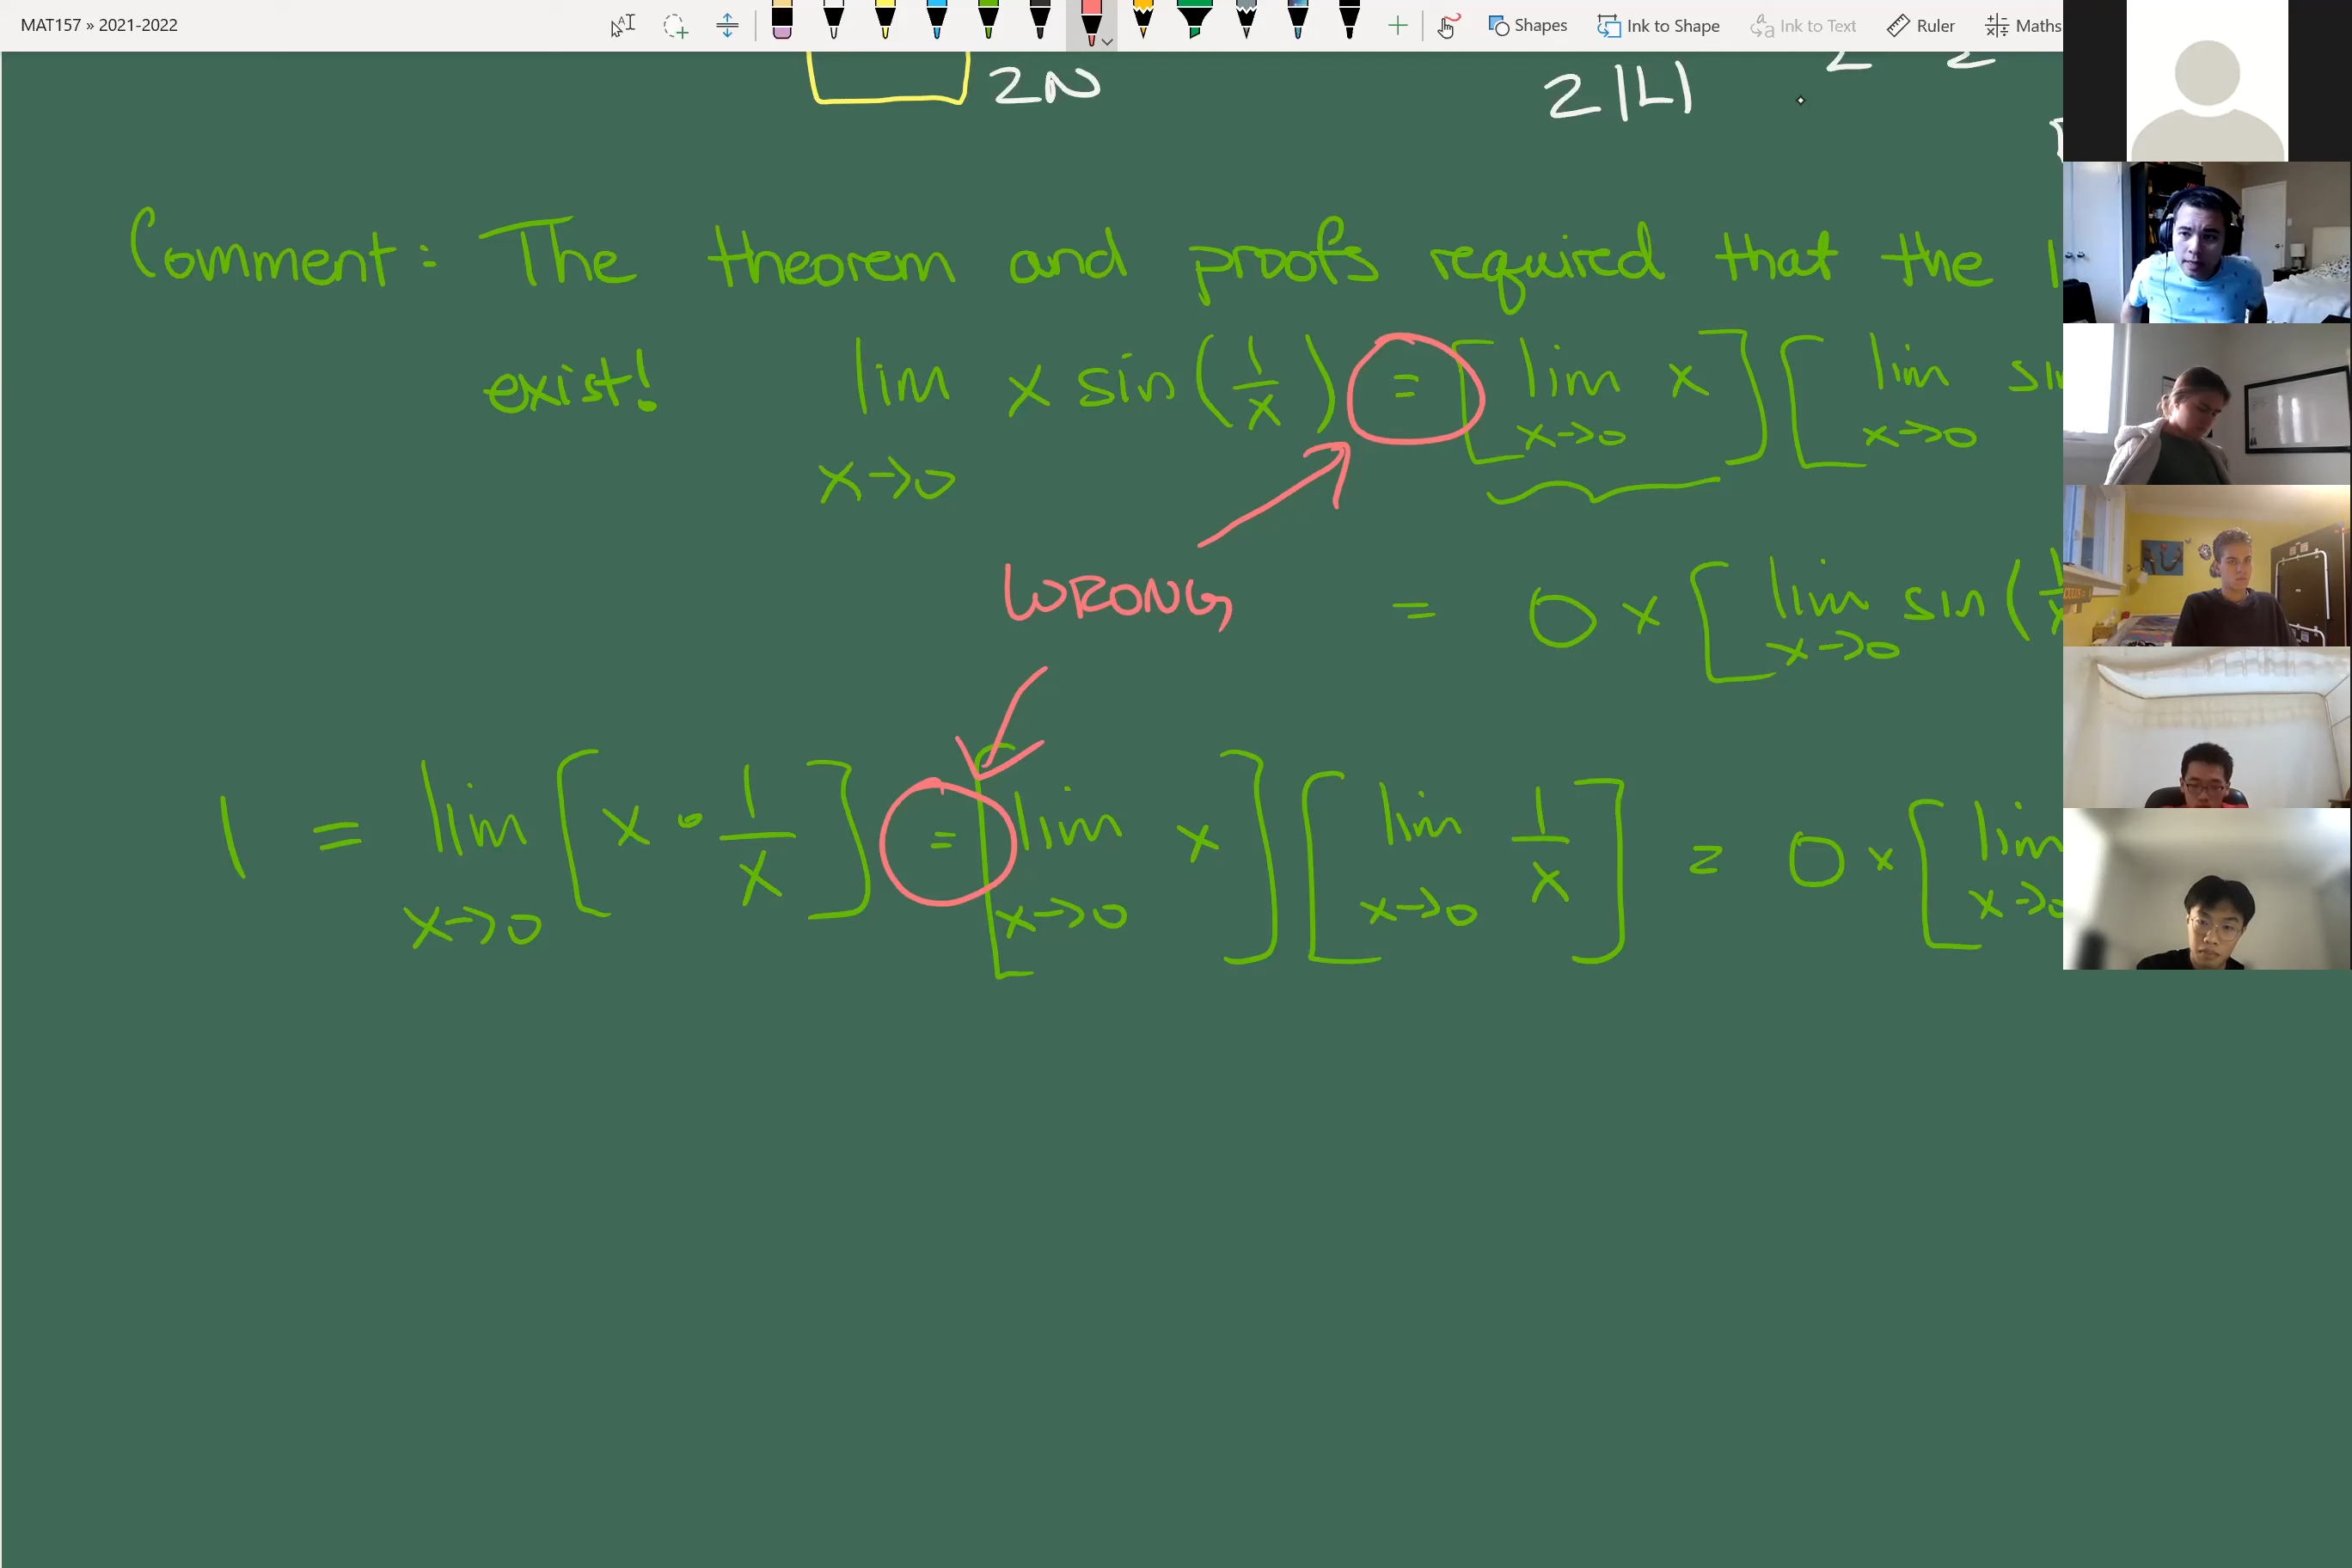 MAT157 » 2021-2022 Shapes Ink to Shape Ink to Text Ruler Maths
2N 2|L|
Comment: The theorem and proofs required that the
exist! lim x→0 x sin(1/x) = [lim x→0 x][lim x→0
WRONG,
= 0 × [lim x→0 sin(
1 = lim x→0 [x · 1/x] = [lim x→0 x][lim x→0 1/x] = 0 × [lim x→0